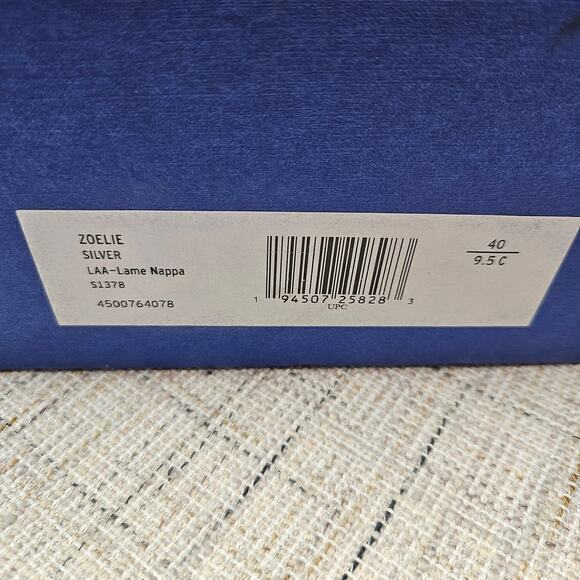 ZOELIE
SILVER
LAA-Lame Nappa
S1378
4500764078
1 94507 25828 3
UPC
40
9.5 C